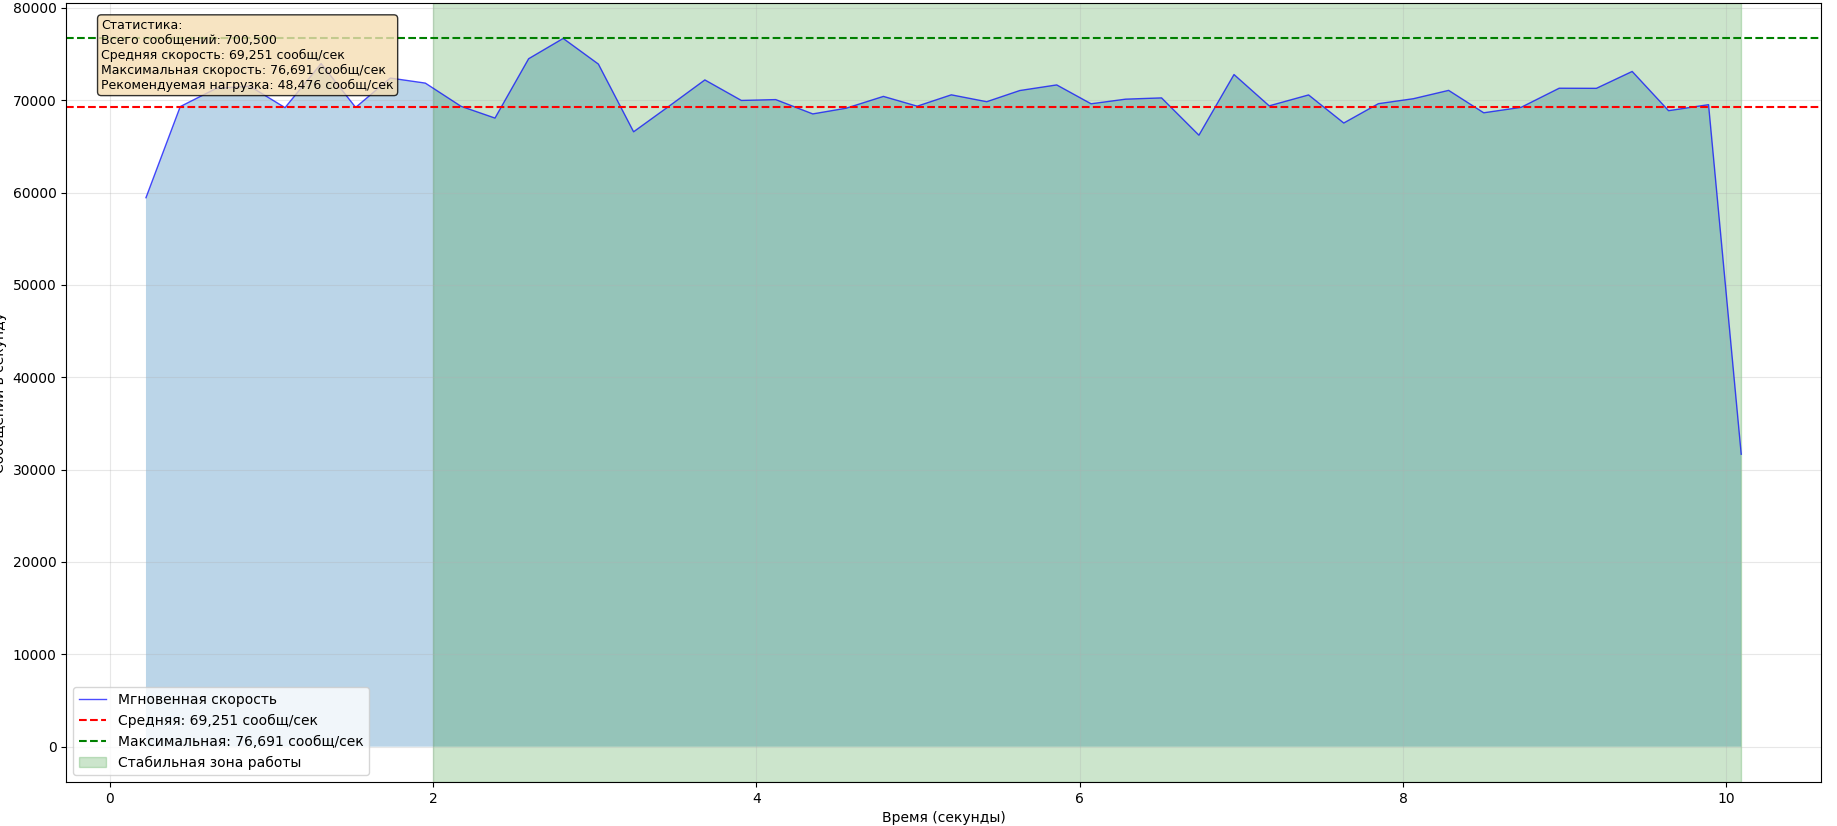 80000
70000
60000
50000
40000
30000
20000
10000
0
Статистика:
Всего сообщений: 700,500
Средняя скорость: 69,251 сообщ/сек
Максимальная скорость: 76,691 сообщ/сек
Рекомендуемая нагрузка: 48,476 сообщ/сек
Мгновенная скорость
Средняя: 69,251 сообщ/сек
Максимальная: 76,691 сообщ/сек
Стабильная зона работы
0 2 4 6 8 10
Время (секунды)